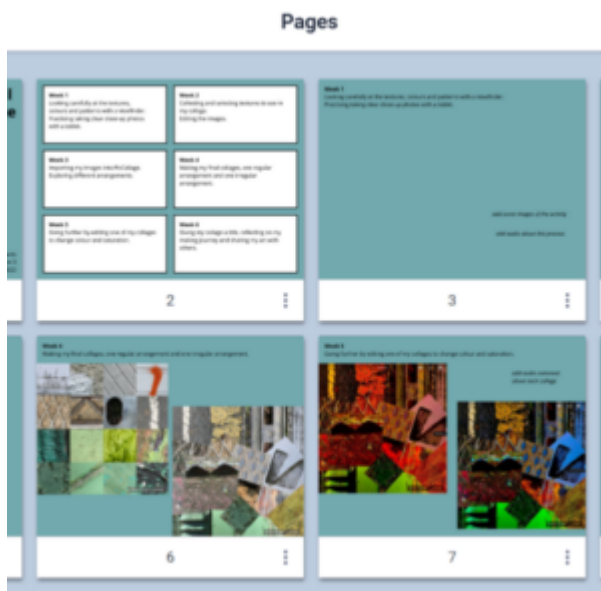 Pages
Week 1
Looking carefully at the textures,
colours and patterns with a viewfinder.
Practising taking clear close-up photos
with a tablet.
Week 2
Collecting and selecting textures to use in
my collage.
Editing the images.
Week 3
Importing my images into PicCollage.
Exploring different arrangements.
Week 4
Making my final collages, one regular
arrangement and one irregular
arrangement.
Week 5
Going further by editing one of my collages
to change colour and saturation.
Week 6
Giving my collage a title, reflecting on my
making journey and sharing my art with
others.
2
Week 1
Looking carefully at the textures, colours and patterns with a viewfinder.
Practising taking clear close-up photos with a tablet.
add some images of the activity
add audio about the process
3
Week 4
Making my final collages, one regular arrangement and one irregular arrangement.
6
Week 5
Going further by editing one of my collages to change colour and saturation.
add audio comment
about each collage
7